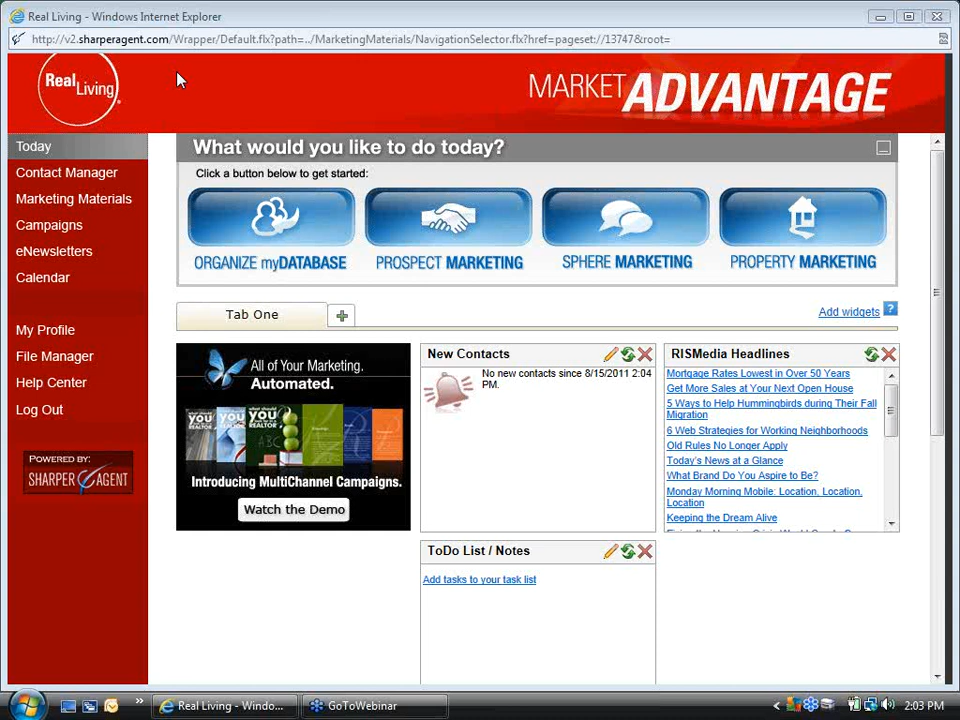 Real Living - Windows Internet Explorer
http://v2.sharperagent.com/Wrapper/Default.flx?path=../MarketingMaterials/NavigationSelector.flx?href=pageset://13747&root=
Real Living
MARKET ADVANTAGE
Today
Contact Manager
Marketing Materials
Campaigns
eNewsletters
Calendar
My Profile
File Manager
Help Center
Log Out
POWERED BY:
SHARPER AGENT
What would you like to do today?
Click a button below to get started:
ORGANIZE myDATABASE
PROSPECT MARKETING
SPHERE MARKETING
PROPERTY MARKETING
Tab One
Add widgets
?
All of Your Marketing.
Automated.
Introducing MultiChannel Campaigns.
Watch the Demo
New Contacts
No new contacts since 8/15/2011 2:04
PM.
RISMedia Headlines
Mortgage Rates Lowest in Over 50 Years
Get More Sales at Your Next Open House
5 Ways to Help Hummingbirds during Their Fall
Migration
6 Web Strategies for Working Neighborhoods
Old Rules No Longer Apply
Today's News at a Glance
What Brand Do You Aspire to Be?
Monday Morning Mobile: Location, Location,
Location
Keeping the Dream Alive
ToDo List / Notes
Add tasks to your task list
Real Living - Windo...
GoToWebinar
2:03 PM